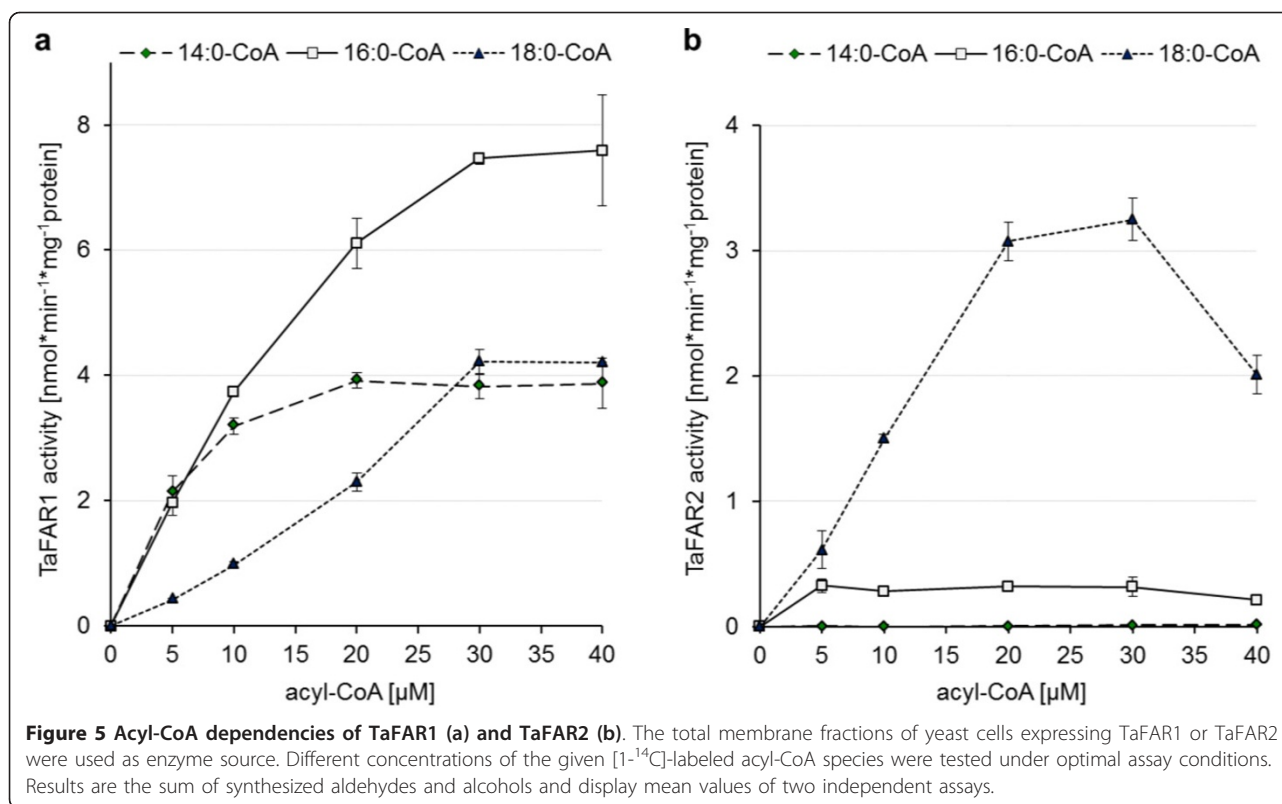 a
14:0-CoA 16:0-CoA 18:0-CoA
TaFAR1 activity [nmol*min⁻¹*mg⁻¹protein]
8
6
4
2
0
0 5 10 15 20 25 30 35 40
acyl-CoA [µM]
b
14:0-CoA 16:0-CoA 18:0-CoA
TaFAR2 activity [nmol*min⁻¹*mg⁻¹protein]
4
3
2
1
0
0 5 10 15 20 25 30 35 40
acyl-CoA [µM]
Figure 5 Acyl-CoA dependencies of TaFAR1 (a) and TaFAR2 (b). The total membrane fractions of yeast cells expressing TaFAR1 or TaFAR2
were used as enzyme source. Different concentrations of the given [1-¹⁴C]-labeled acyl-CoA species were tested under optimal assay conditions.
Results are the sum of synthesized aldehydes and alcohols and display mean values of two independent assays.